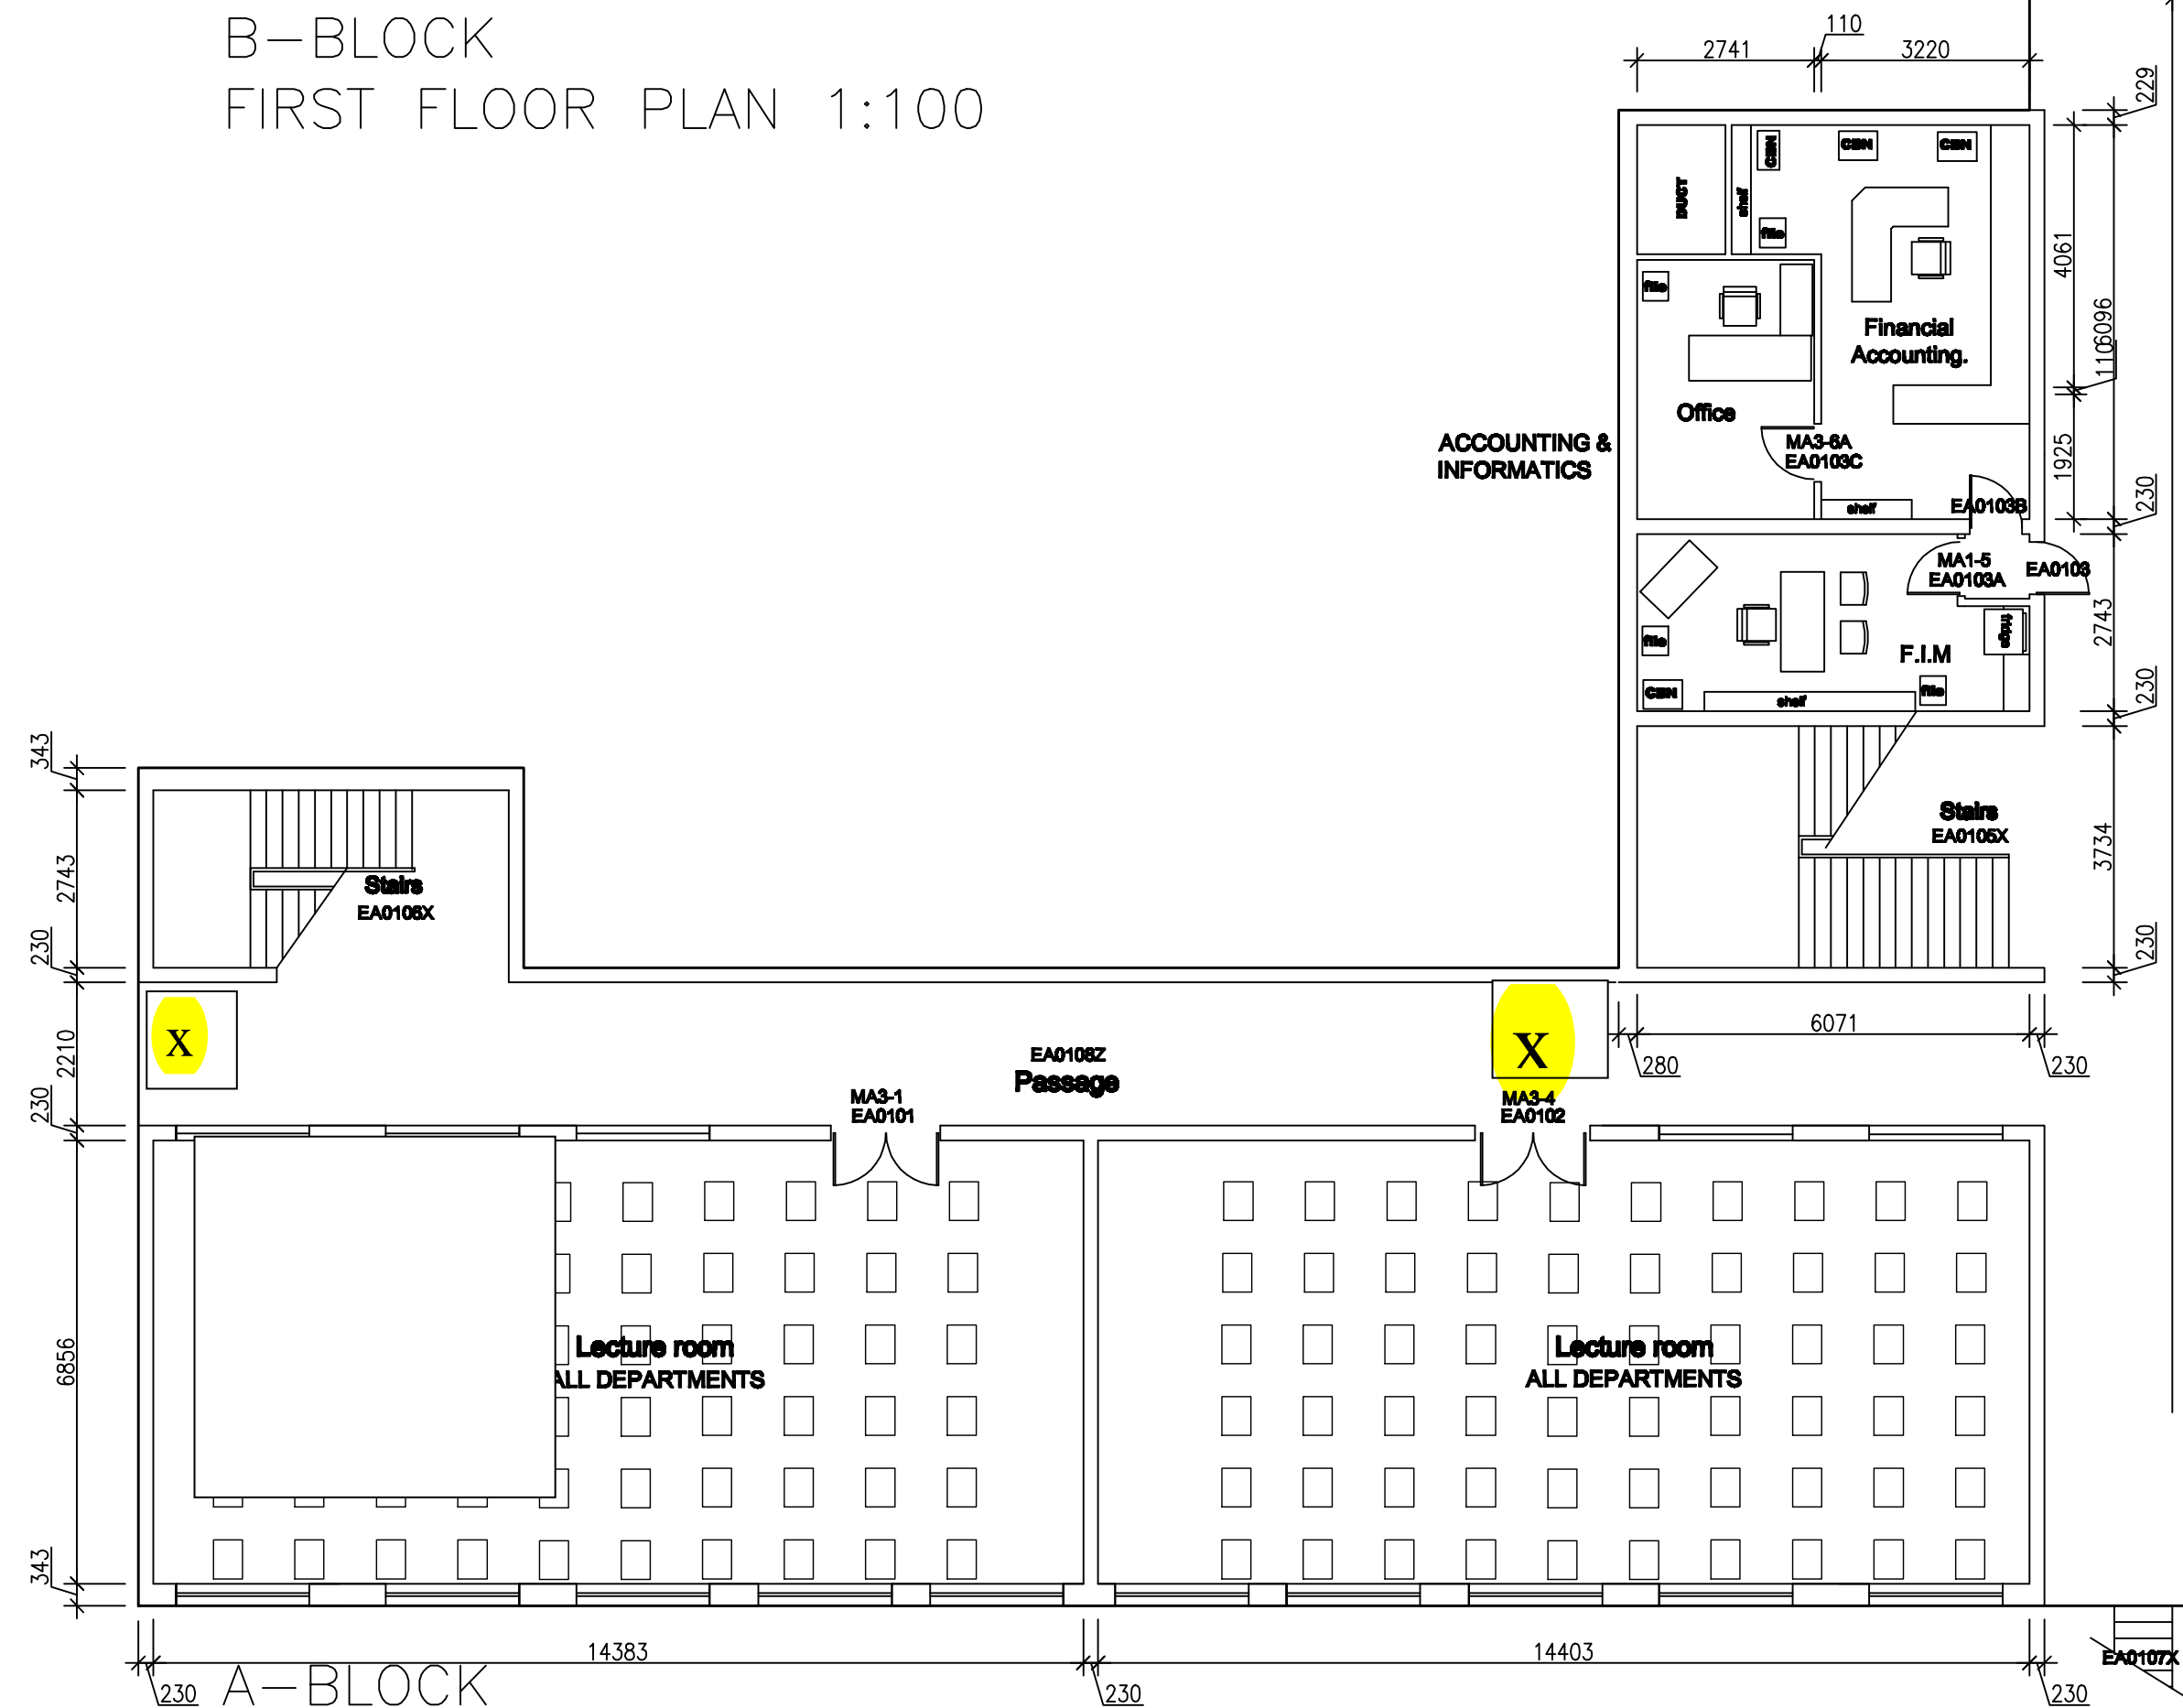 B-BLOCK
FIRST FLOOR PLAN 1:100
110
2741
3220
229
CBN
CBN
CBN
DUCT
shelf
file
4061
file
6096
110
Financial
Accounting.
Office
ACCOUNTING &
INFORMATICS
MA3-6A
EA0103C
1925
230
shelf
EA0103B
MA1-5
EA0103A
EA0103
2743
file
fridge
F.I.M
CBN
shelf
file
230
343
Stairs
EA0105X
3734
2743
Stairs
EA0106X
230
230
X
X
2210
6071
280
230
EA0108Z
Passage
230
MA3-1
EA0101
MA3-4
EA0102
6856
Lecture room
ALL DEPARTMENTS
Lecture room
ALL DEPARTMENTS
343
14383
14403
EA0107X
230
A-BLOCK
230
230